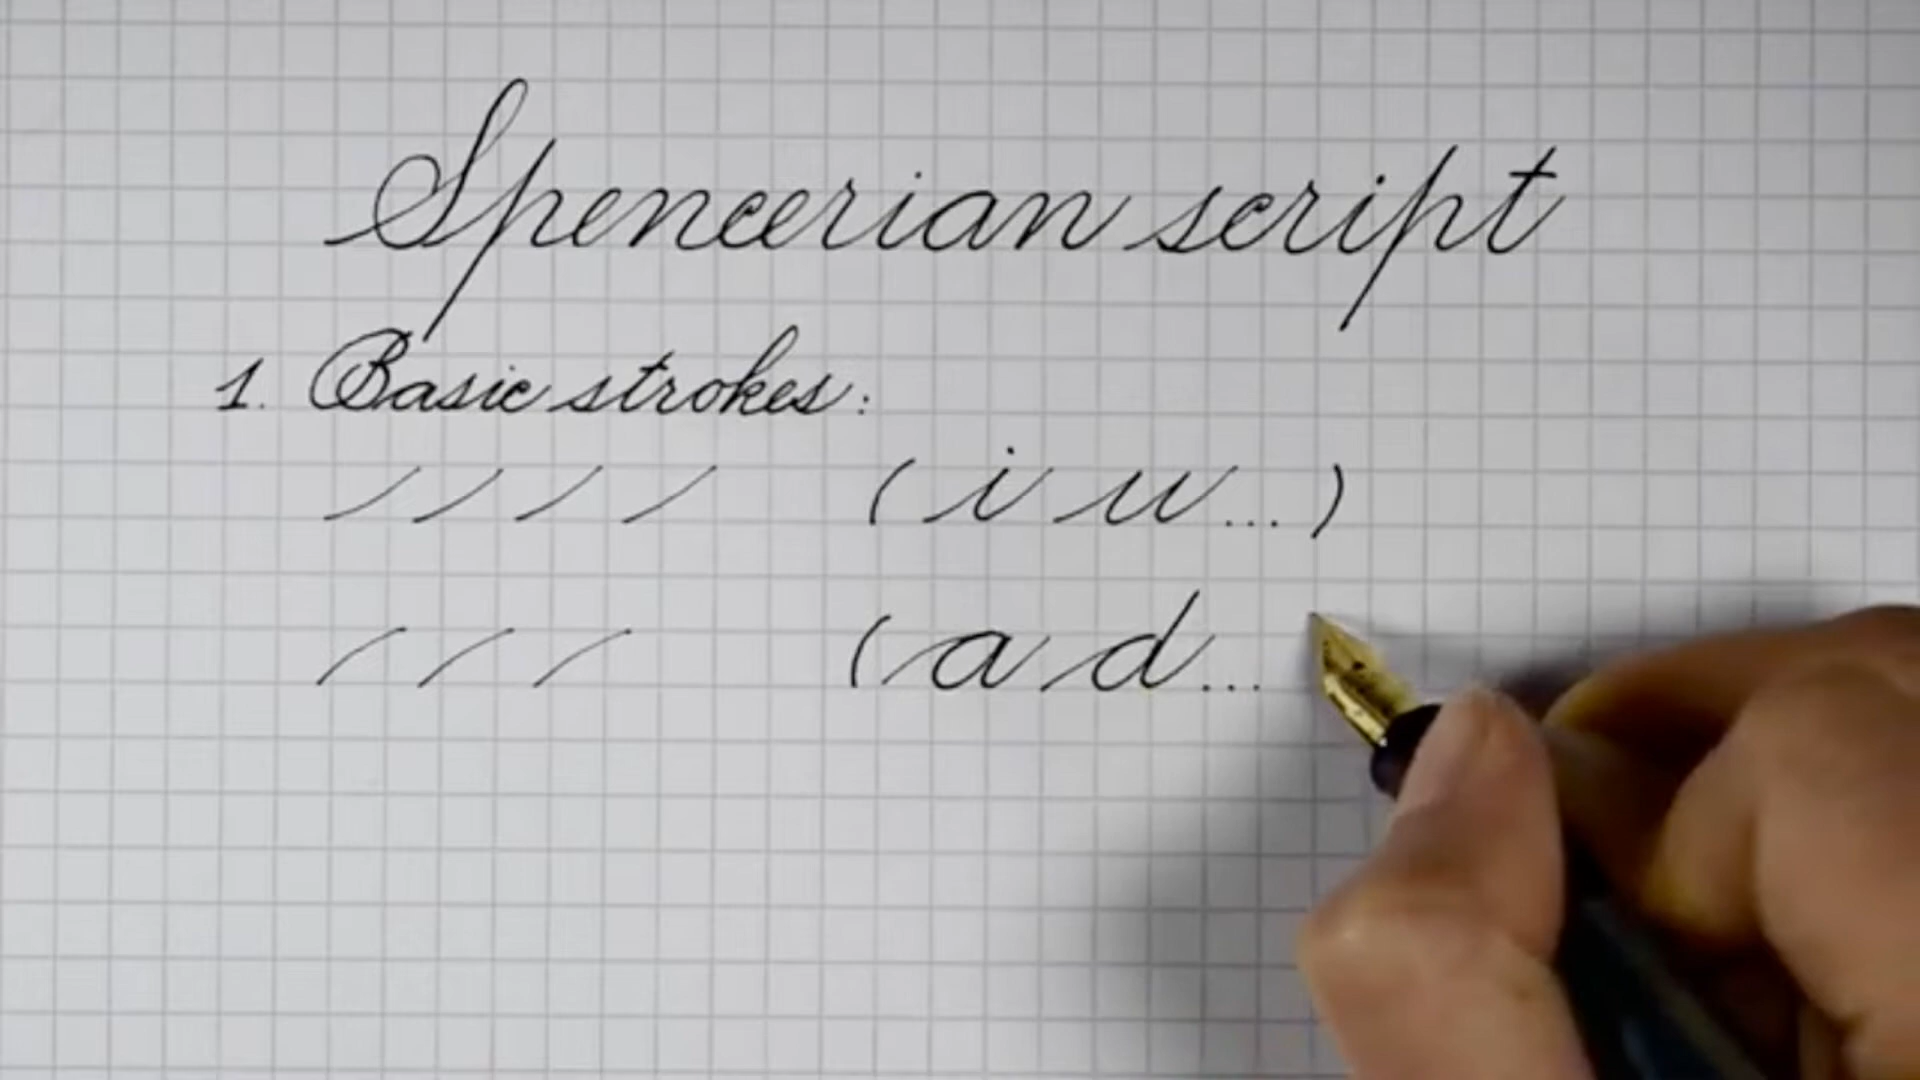 Spencerian script
1. Basic strokes:
( i u ... )
( a d ...